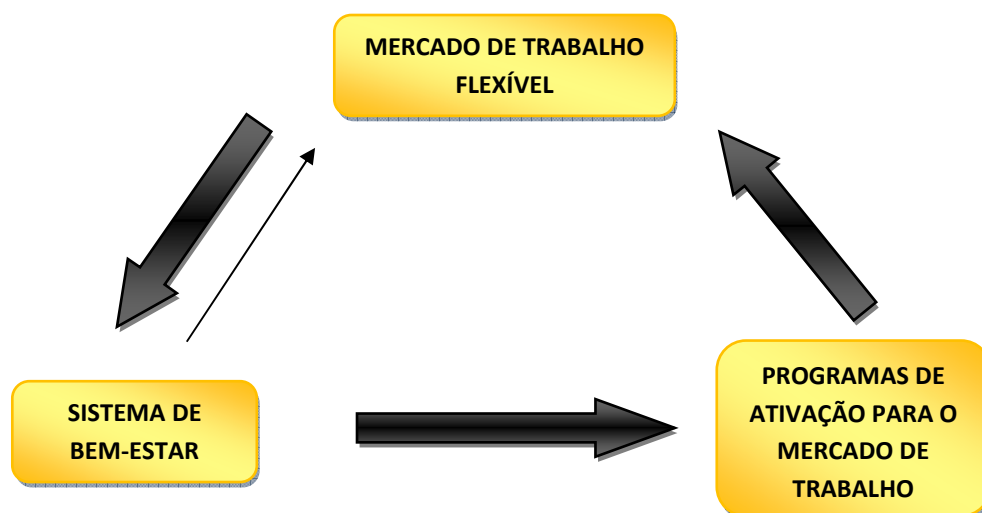 MERCADO DE TRABALHO
FLEXÍVEL
SISTEMA DE
BEM-ESTAR
PROGRAMAS DE
ATIVAÇÃO PARA O
MERCADO DE
TRABALHO